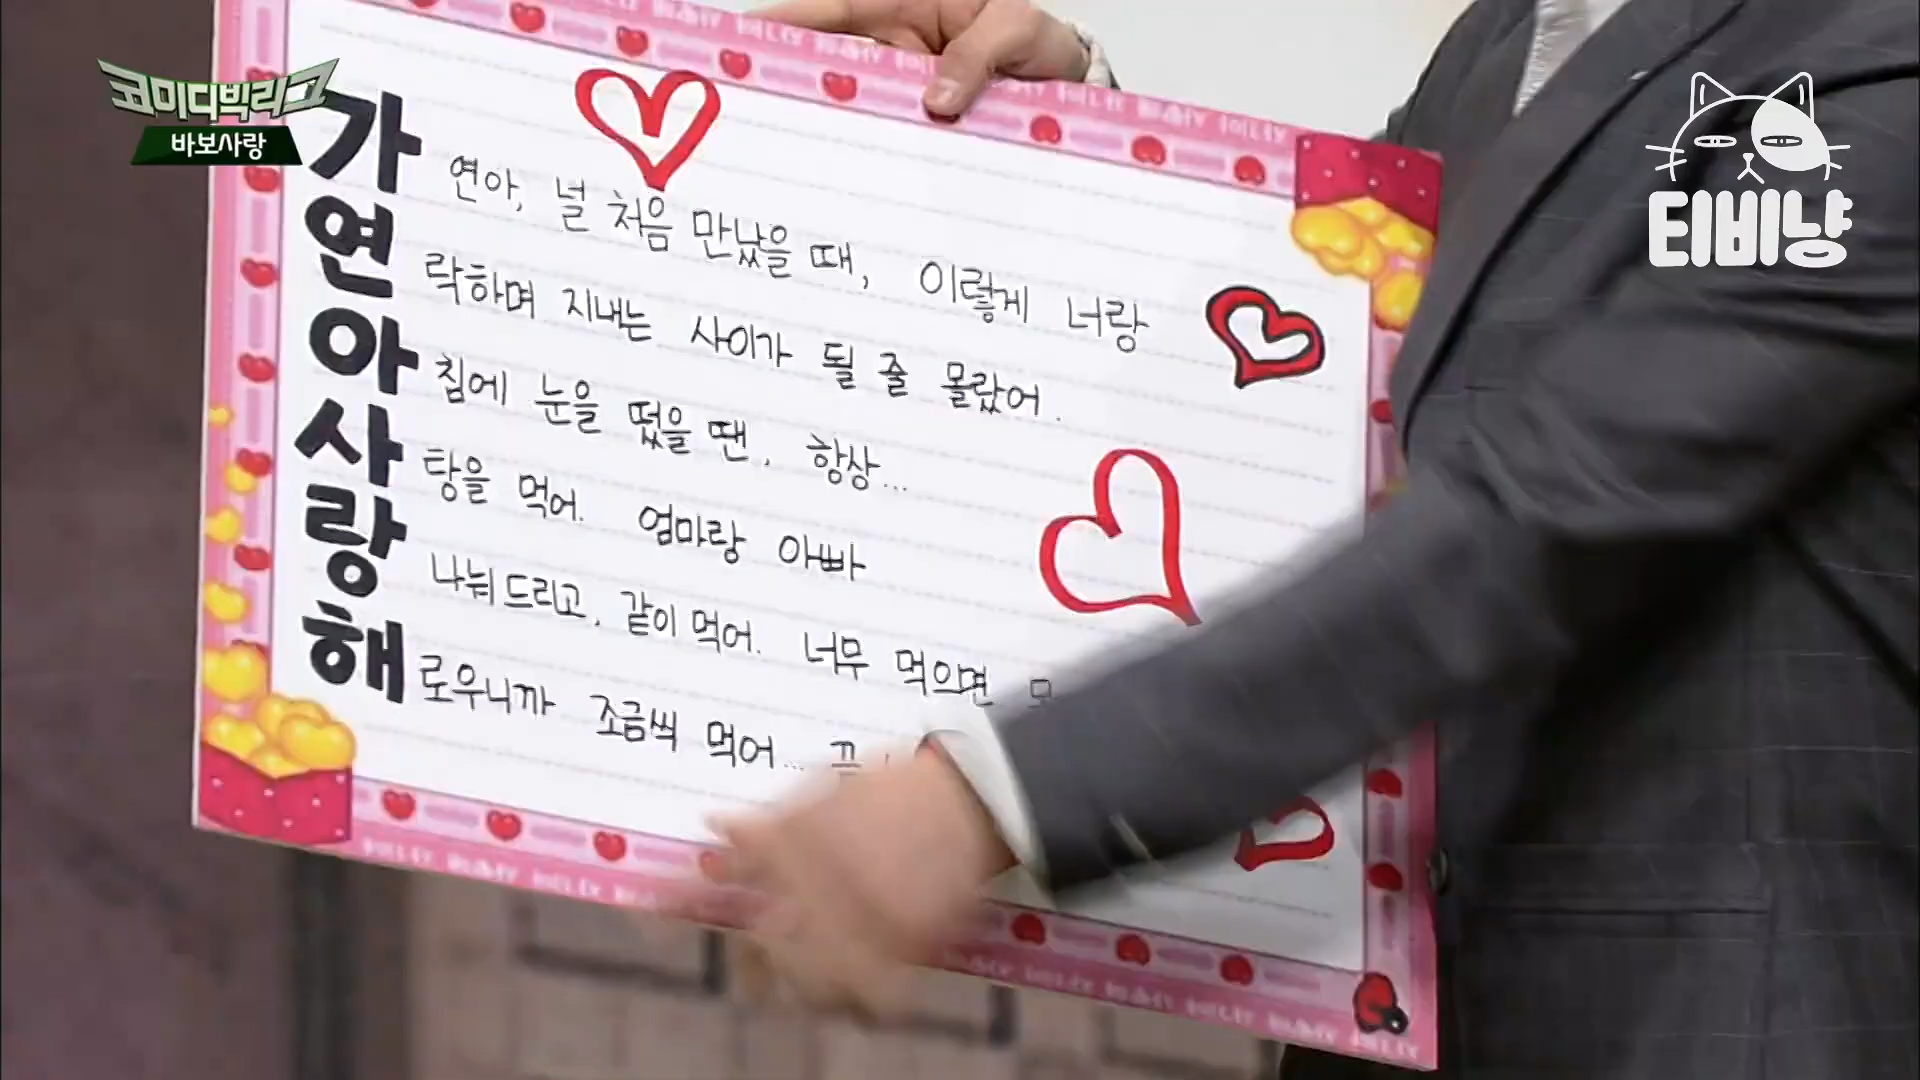 코미디빅리그
바보사랑
티비냥
가연아, 널 처음 만났을 때, 이렇게 너랑
연락하며 지내는 사이가 될 줄 몰랐어.
아침에 눈을 떴을 땐, 항상...
사탕을 먹어. 엄마랑 아빠
랑 나눠 드리고, 같이 먹어. 너무 먹으면
해로우니까 조금씩 먹어...